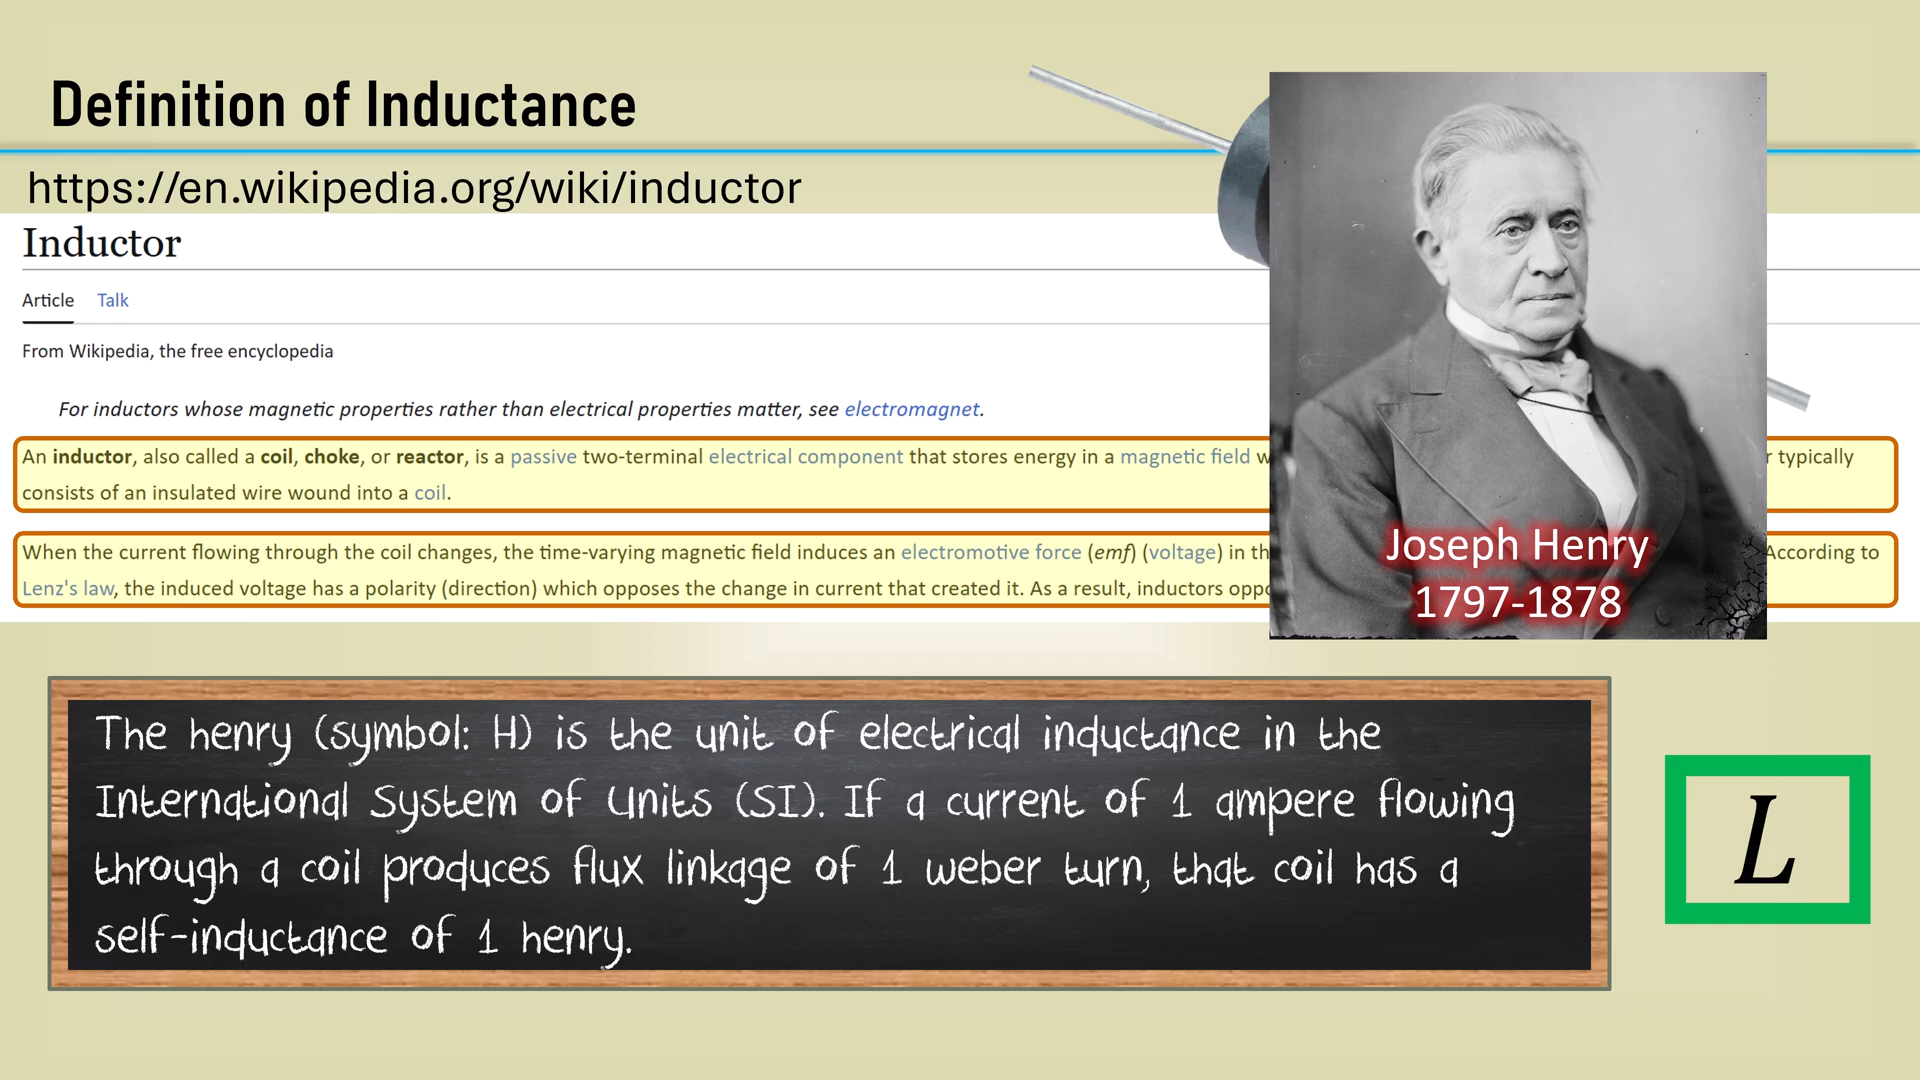 Definition of Inductance
https://en.wikipedia.org/wiki/inductor
Inductor
Article Talk
From Wikipedia, the free encyclopedia
For inductors whose magnetic properties rather than electrical properties matter, see electromagnet.
An inductor, also called a coil, choke, or reactor, is a passive two-terminal electrical component that stores energy in a magnetic field typically
consists of an insulated wire wound into a coil.
When the current flowing through the coil changes, the time-varying magnetic field induces an electromotive force (emf) (voltage) in According to
Lenz's law, the induced voltage has a polarity (direction) which opposes the change in current that created it. As a result, inductors
Joseph Henry
1797-1878
The henry (symbol: H) is the unit of electrical inductance in the
International System of Units (SI). If a current of 1 ampere flowing
through a coil produces flux linkage of 1 weber turn, that coil has a
self-inductance of 1 henry.
L